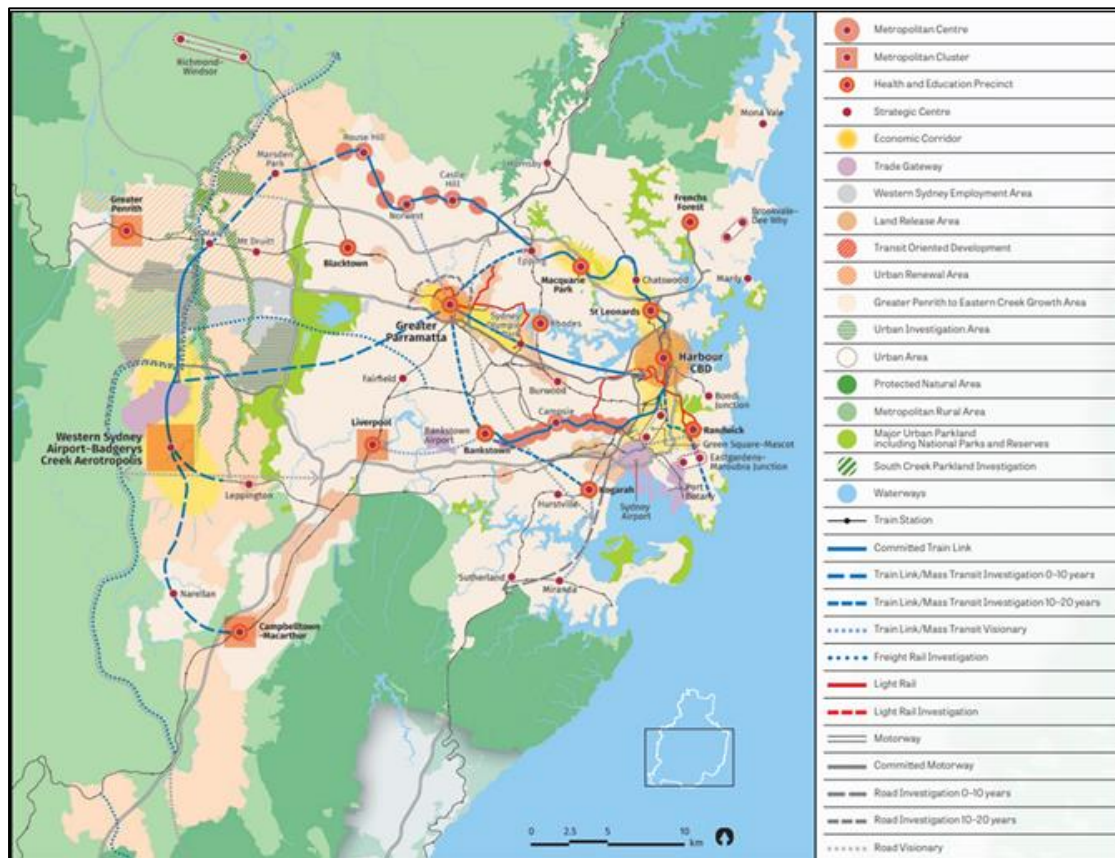 Richmond-
Windsor
Mona Vale
Rouse Hill
Marsden
Park
Castle
Hill
Hornsby
Norwest
Greater
Penrith
Frenchs
Forest
Brookvale-
Dee Why
St Marys
Mt Druitt
Blacktown
Epping
Macquarie
Park
Chatswood
Manly
St Leonards
Greater
Parramatta
Sydney
Olympic
Rhodes
Harbour
CBD
Fairfield
Burwood
Bondi
Junction
Campsie
Liverpool
Bankstown
Airport
Bankstown
Randwick
Green Square-Mascot
Eastgardens-
Maroubra Junction
Western Sydney
Airport-Badgerys
Creek Aerotropolis
Leppington
Kogarah
Port
Botany
Hurstville
Sydney
Airport
Sutherland
Miranda
Narellan
Campbelltown
-Macarthur
0 2.5 5 10
km
Metropolitan Centre
Metropolitan Cluster
Health and Education Precinct
Strategic Centre
Economic Corridor
Trade Gateway
Western Sydney Employment Area
Land Release Area
Transit Oriented Development
Urban Renewal Area
Greater Penrith to Eastern Creek Growth Area
Urban Investigation Area
Urban Area
Protected Natural Area
Metropolitan Rural Area
Major Urban Parkland
including National Parks and Reserves
South Creek Parkland Investigation
Waterways
Train Station
Committed Train Link
Train Link/Mass Transit Investigation 0–10 years
Train Link/Mass Transit Investigation 10–20 years
Train Link/Mass Transit Visionary
Freight Rail Investigation
Light Rail
Light Rail Investigation
Motorway
Committed Motorway
Road Investigation 0–10 years
Road Investigation 10–20 years
Road Visionary